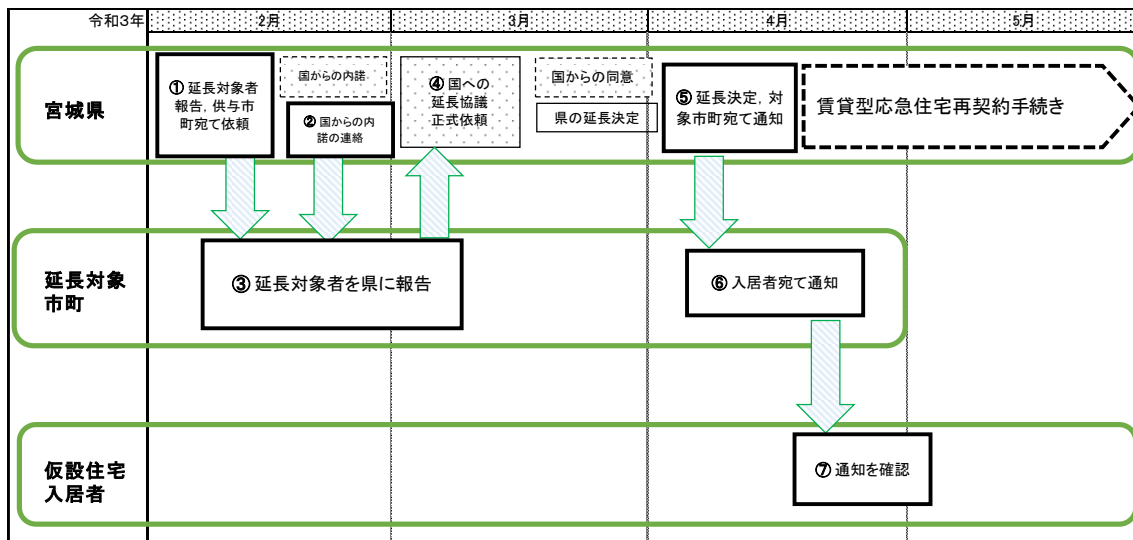 令和3年
2月
3月
4月
5月
宮城県
① 延長対象者
報告, 供与市
町宛て依頼
国からの内諾
② 国からの内
諾の連絡
④ 国への
延長協議
正式依頼
国からの同意
県の延長決定
⑤ 延長決定, 対
象市町宛て通知
賃貸型応急住宅再契約手続き
延長対象
市町
③ 延長対象者を県に報告
⑥ 入居者宛て通知
仮設住宅
入居者
⑦ 通知を確認